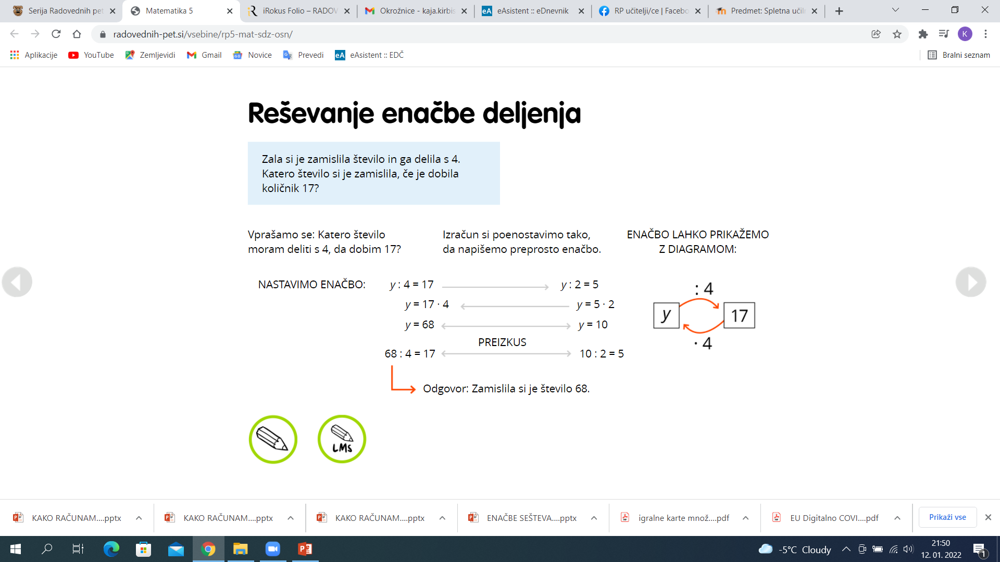 Serija Radovednih pet
Matematika 5
iRokus Folio – RADOV
Okrožnice - kaja.kirbis
eA eAsistent :: eDnevnik
RP učitelji/ce | Facebo
Predmet: Spletna učiln
radovednih-pet.si/vsebine/rp5-mat-sdz-osn/
K
Aplikacije
YouTube
Zemljevidi
Gmail
Novice
Prevedi
eA eAsistent :: EDČ
Bralni seznam
Reševanje enačbe deljenja
Zala si je zamislila število in ga delila s 4.
Katero število si je zamislila, če je dobila
količnik 17?
Vprašamo se: Katero število
moram deliti s 4, da dobim 17?
Izračun si poenostavimo tako,
da napišemo preprosto enačbo.
ENAČBO LAHKO PRIKAŽEMO
Z DIAGRAMOM:
NASTAVIMO ENAČBO:
y : 4 = 17
y : 2 = 5
y = 17 · 4
y = 5 · 2
y = 68
y = 10
PREIZKUS
68 : 4 = 17
10 : 2 = 5
Odgovor: Zamislila si je število 68.
: 4
y
17
· 4
LMs
KAKO RAČUNAM....pptx
KAKO RAČUNAM....pptx
KAKO RAČUNAM....pptx
ENAČBE SEŠTEVA....pptx
igralne karte množ....pdf
EU Digitalno COVI....pdf
Prikaži vse
-5°C Cloudy
21:50
12. 01. 2022
1